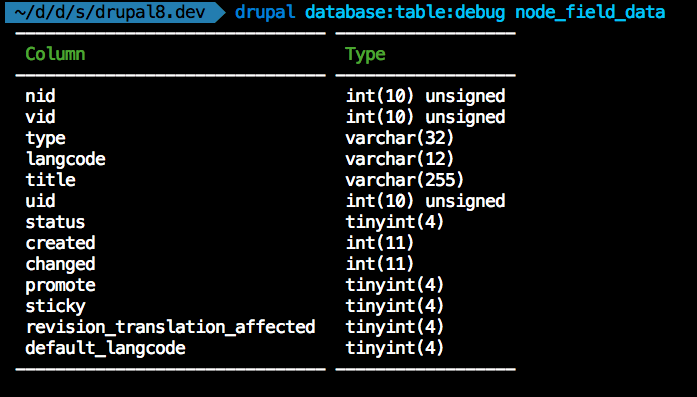 ~/d/d/s/drupal8.dev drupal database:table:debug node_field_data
Column Type
nid int(10) unsigned
vid int(10) unsigned
type varchar(32)
langcode varchar(12)
title varchar(255)
uid int(10) unsigned
status tinyint(4)
created int(11)
changed int(11)
promote tinyint(4)
sticky tinyint(4)
revision_translation_affected tinyint(4)
default_langcode tinyint(4)